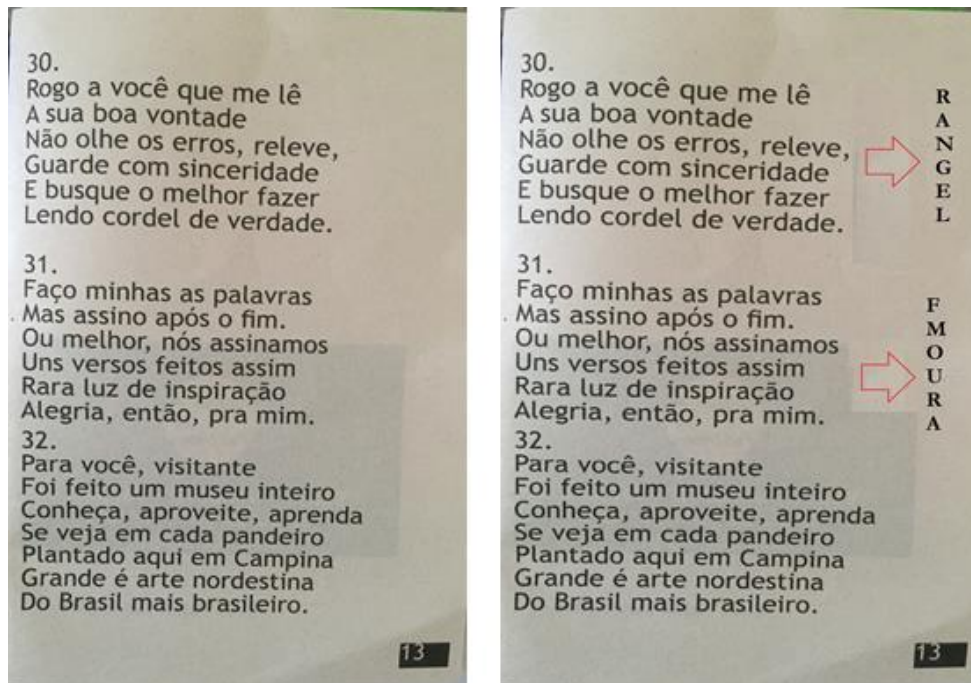 30.
Rogo a você que me lê
A sua boa vontade
Não olhe os erros, releve,
Guarde com sinceridade
E busque o melhor fazer
Lendo cordel de verdade.
31.
Faço minhas as palavras
Mas assino após o fim.
Ou melhor, nós assinamos
Uns versos feitos assim
Rara luz de inspiração
Alegria, então, pra mim.
32.
Para você, visitante
Foi feito um museu inteiro
Conheça, aproveite, aprenda
Se veja em cada pandeiro
Plantado aqui em Campina
Grande é arte nordestina
Do Brasil mais brasileiro.
13
30.
Rogo a você que me lê
A sua boa vontade
Não olhe os erros, releve,
Guarde com sinceridade
E busque o melhor fazer
Lendo cordel de verdade.
R
A
N
G
E
L
31.
Faço minhas as palavras
Mas assino após o fim.
Ou melhor, nós assinamos
Uns versos feitos assim
Rara luz de inspiração
Alegria, então, pra mim.
F
M
O
U
R
A
32.
Para você, visitante
Foi feito um museu inteiro
Conheça, aproveite, aprenda
Se veja em cada pandeiro
Plantado aqui em Campina
Grande é arte nordestina
Do Brasil mais brasileiro.
13